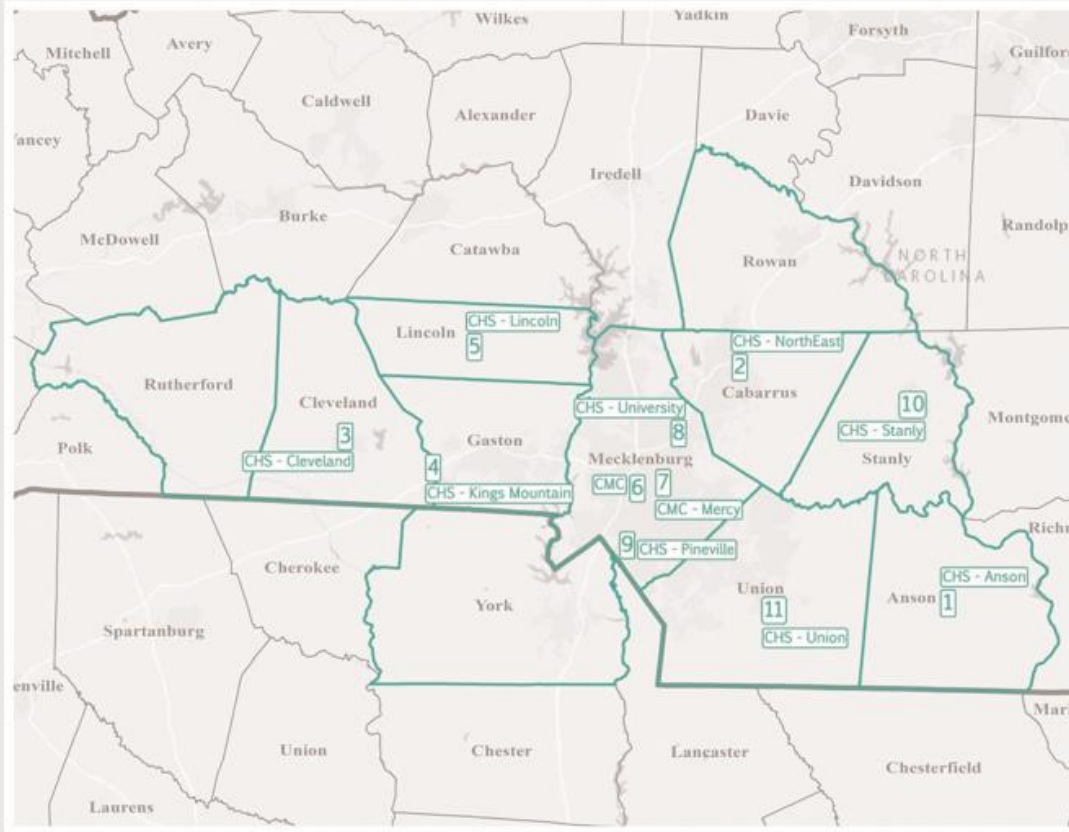 Wilkes
Yadkin
Forsyth
Mitchell
Avery
Guilfor
Caldwell
Alexander
Davie
ancey
Iredell
Davidson
Burke
McDowell
Catawba
Randolp
Rowan
NORTH
CAROLINA
CHS - Lincoln
Lincoln
5
CHS - NorthEast
2
Rutherford
Cleveland
Cabarrus
10
CHS - University
Montgome
3
8
CHS - Stanly
Polk
Gaston
CHS - Cleveland
Mecklenburg
Stanly
4
CMC
6
7
CHS - Kings Mountain
CMC - Mercy
Richm
9
CHS - Pineville
Cherokee
CHS - Anson
Union
York
Anson
1
11
Spartanburg
CHS - Union
enville
Mar
Union
Chester
Lancaster
Chesterfield
Laurens